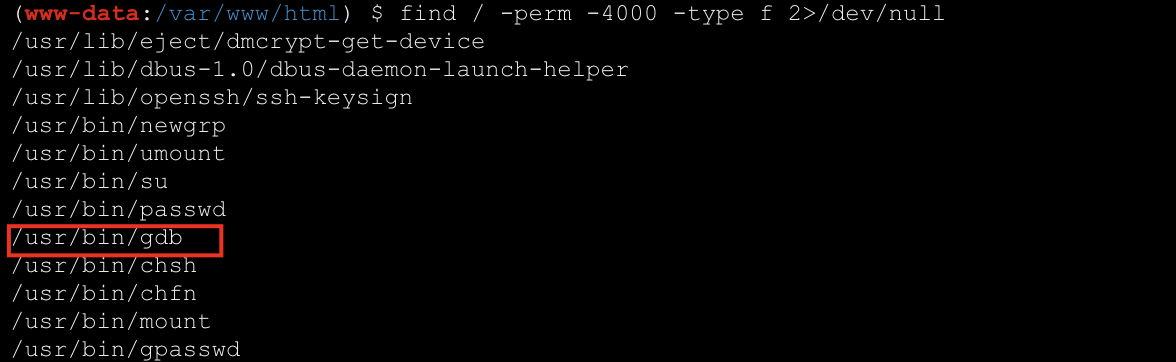 (www-data:/var/www/html) $ find / -perm -4000 -type f 2>/dev/null
/usr/lib/eject/dmcrypt-get-device
/usr/lib/dbus-1.0/dbus-daemon-launch-helper
/usr/lib/openssh/ssh-keysign
/usr/bin/newgrp
/usr/bin/umount
/usr/bin/su
/usr/bin/passwd
/usr/bin/gdb
/usr/bin/chsh
/usr/bin/chfn
/usr/bin/mount
/usr/bin/gpasswd